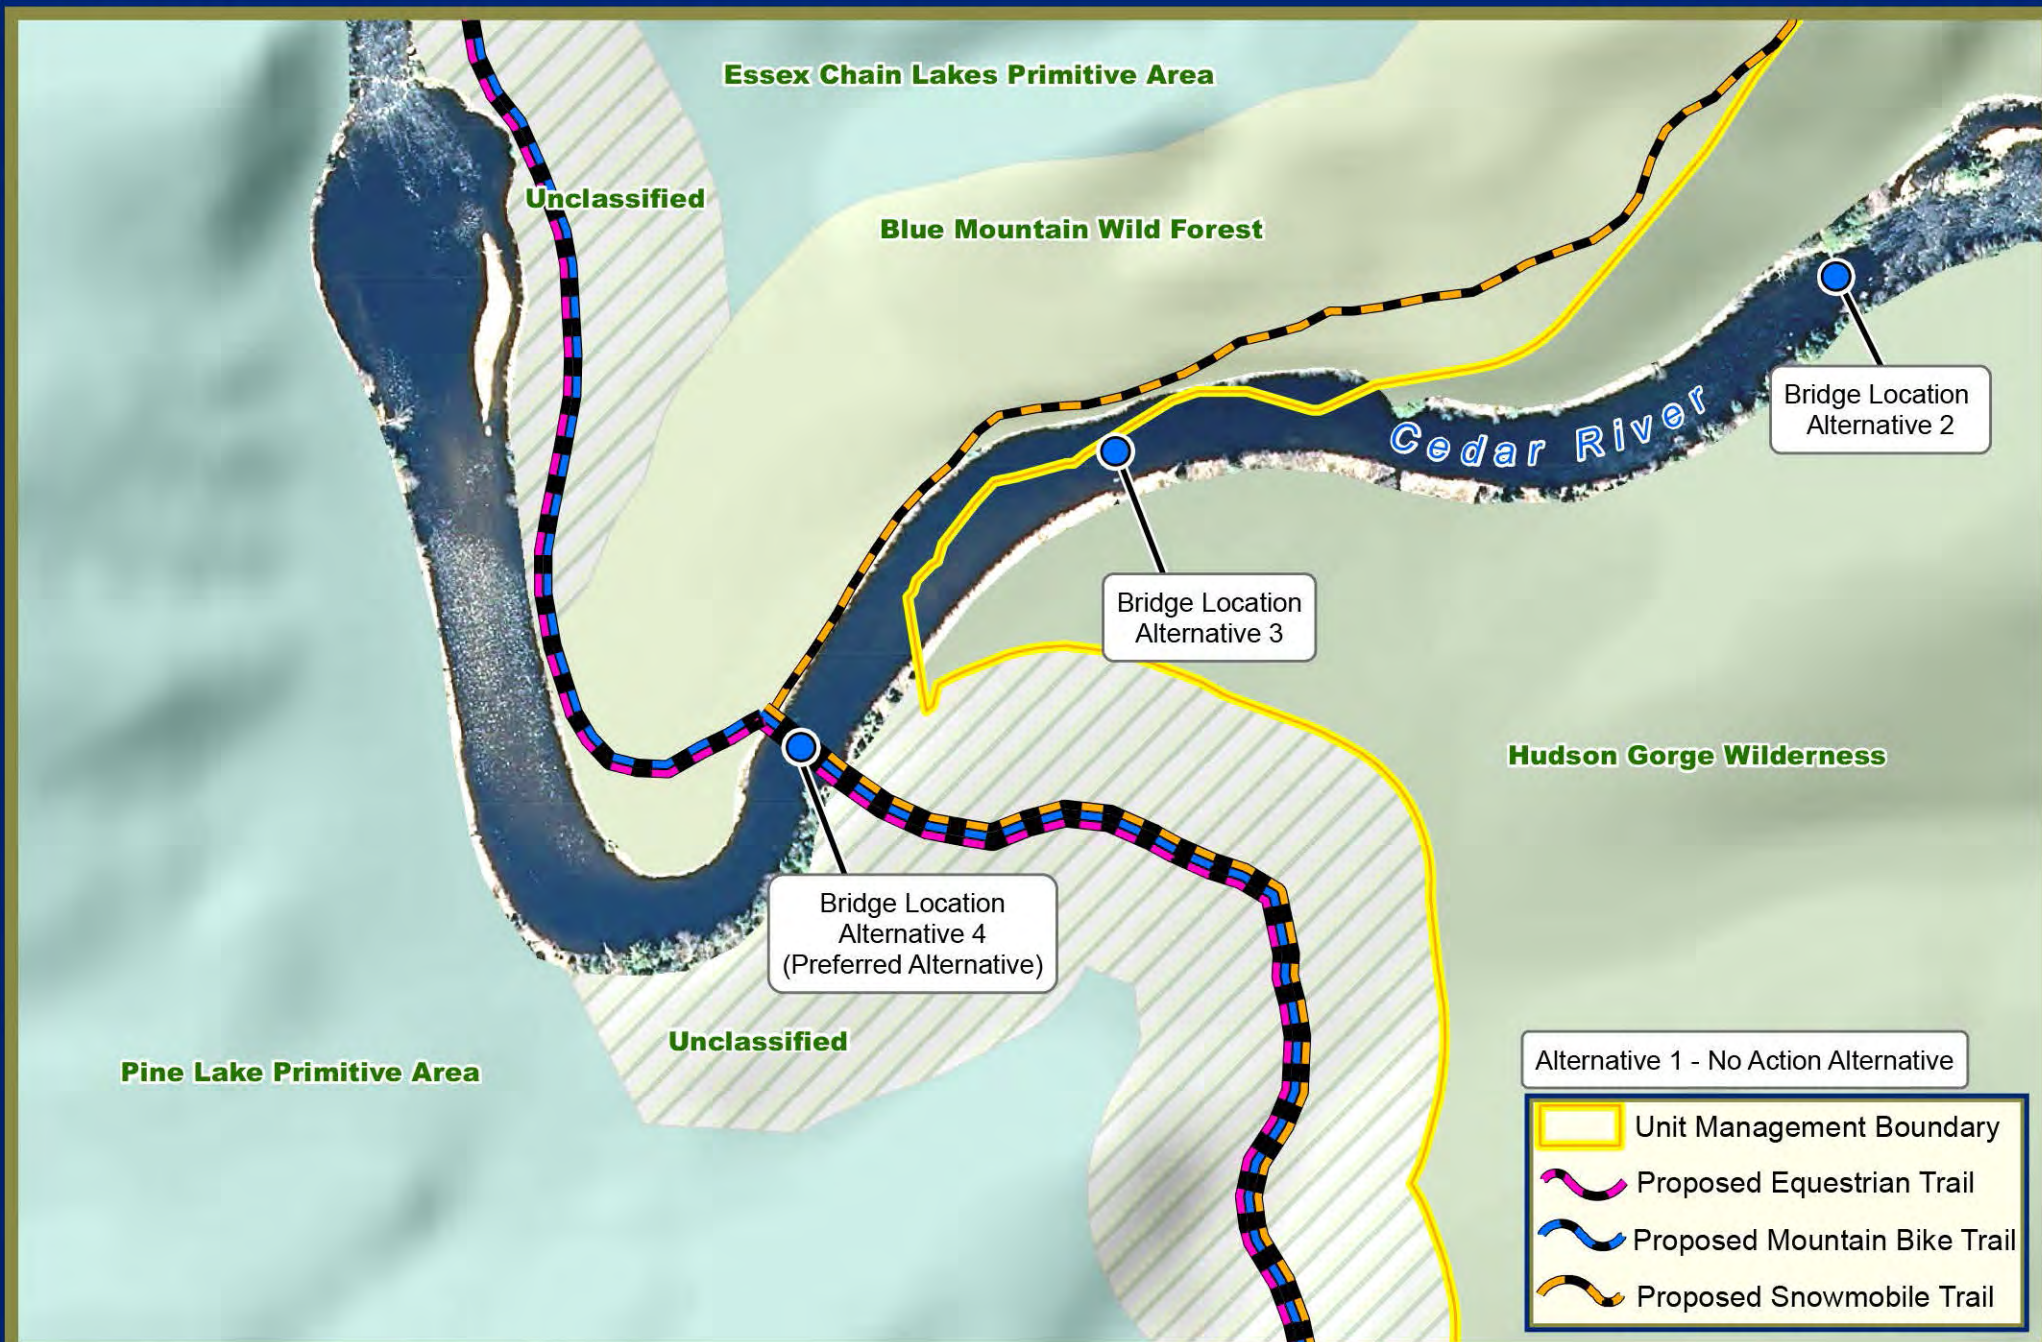 Essex Chain Lakes Primitive Area
Unclassified
Blue Mountain Wild Forest
Bridge Location
Alternative 2
Cedar River
Bridge Location
Alternative 3
Hudson Gorge Wilderness
Bridge Location
Alternative 4
(Preferred Alternative)
Unclassified
Pine Lake Primitive Area
Alternative 1 - No Action Alternative
Unit Management Boundary
Proposed Equestrian Trail
Proposed Mountain Bike Trail
Proposed Snowmobile Trail